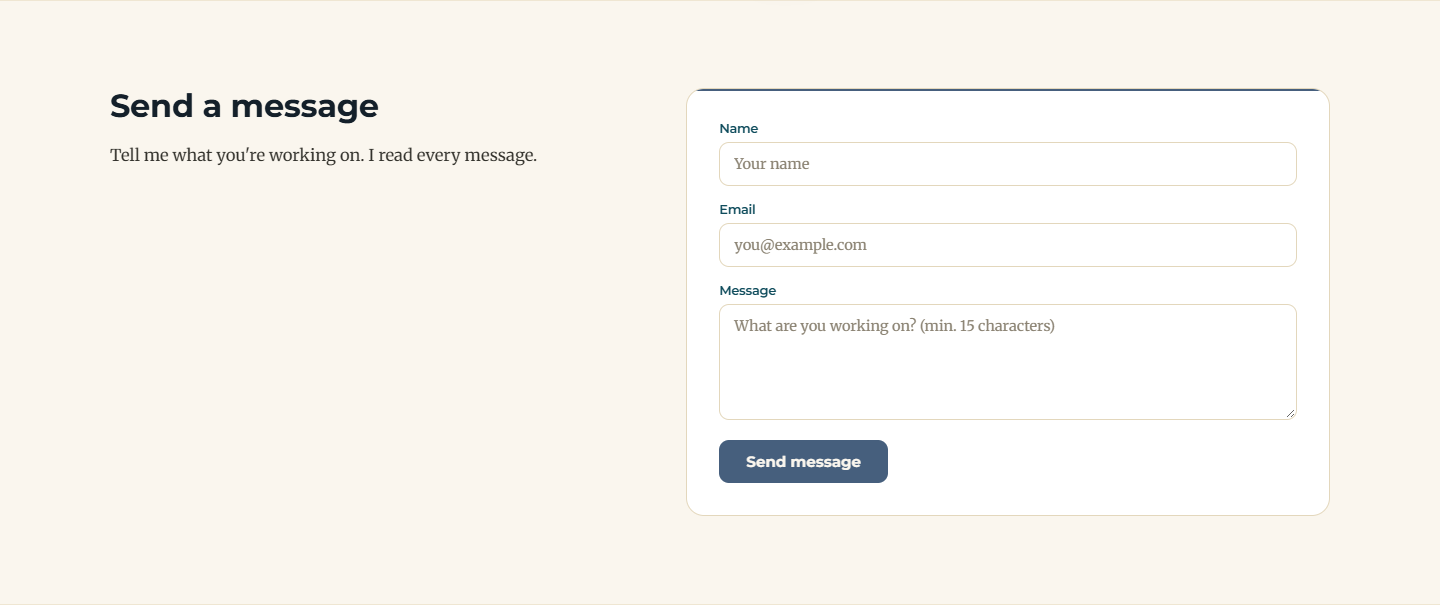 Send a message
Tell me what you're working on. I read every message.
Name
Your name
Email
you@example.com
Message
What are you working on? (min. 15 characters)
Send message